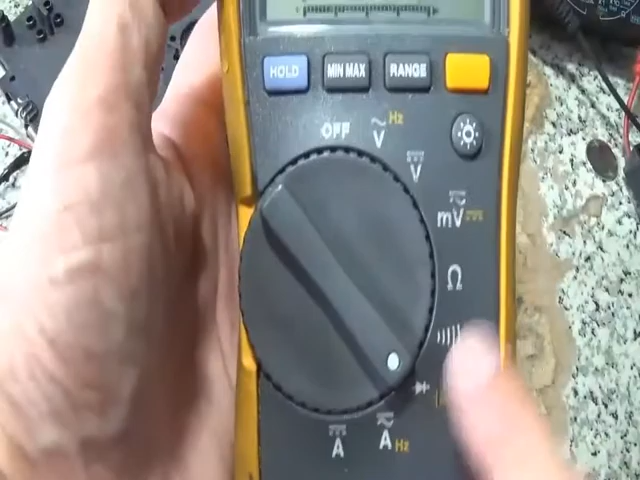 HOLD
MIN MAX
RANGE
OFF
V Hz
V
mV
Ω
A
A Hz